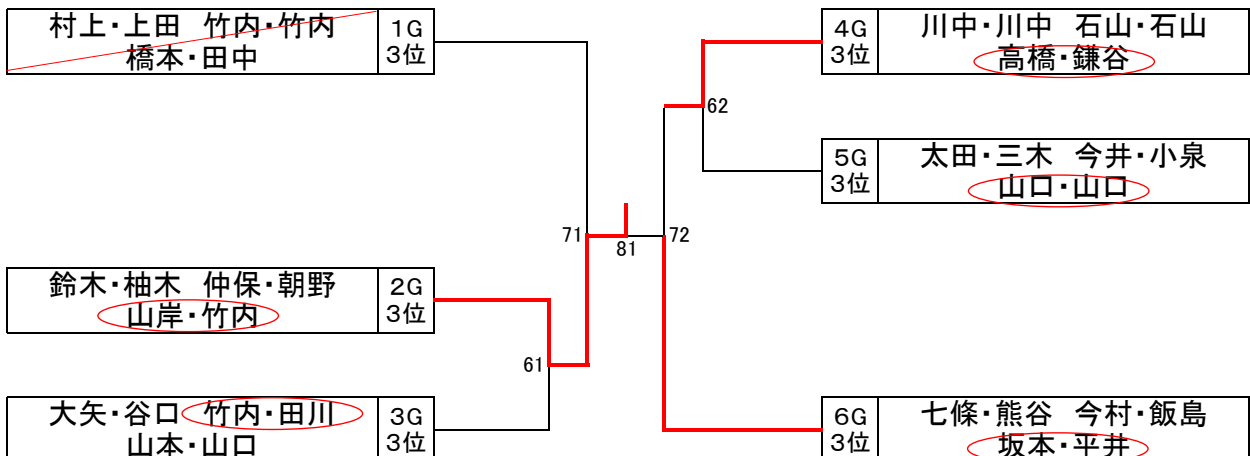 村上・上田　竹内・竹内
橋本・田中
1G
3位
鈴木・柚木　仲保・朝野
山岸・竹内
2G
3位
大矢・谷口　竹内・田川
山本・山口
3G
3位
61
71
81
72
62
4G
3位
川中・川中　石山・石山
高橋・鎌谷
5G
3位
太田・三木　今井・小泉
山口・山口
6G
3位
七條・熊谷　今村・飯島
坂本・平井